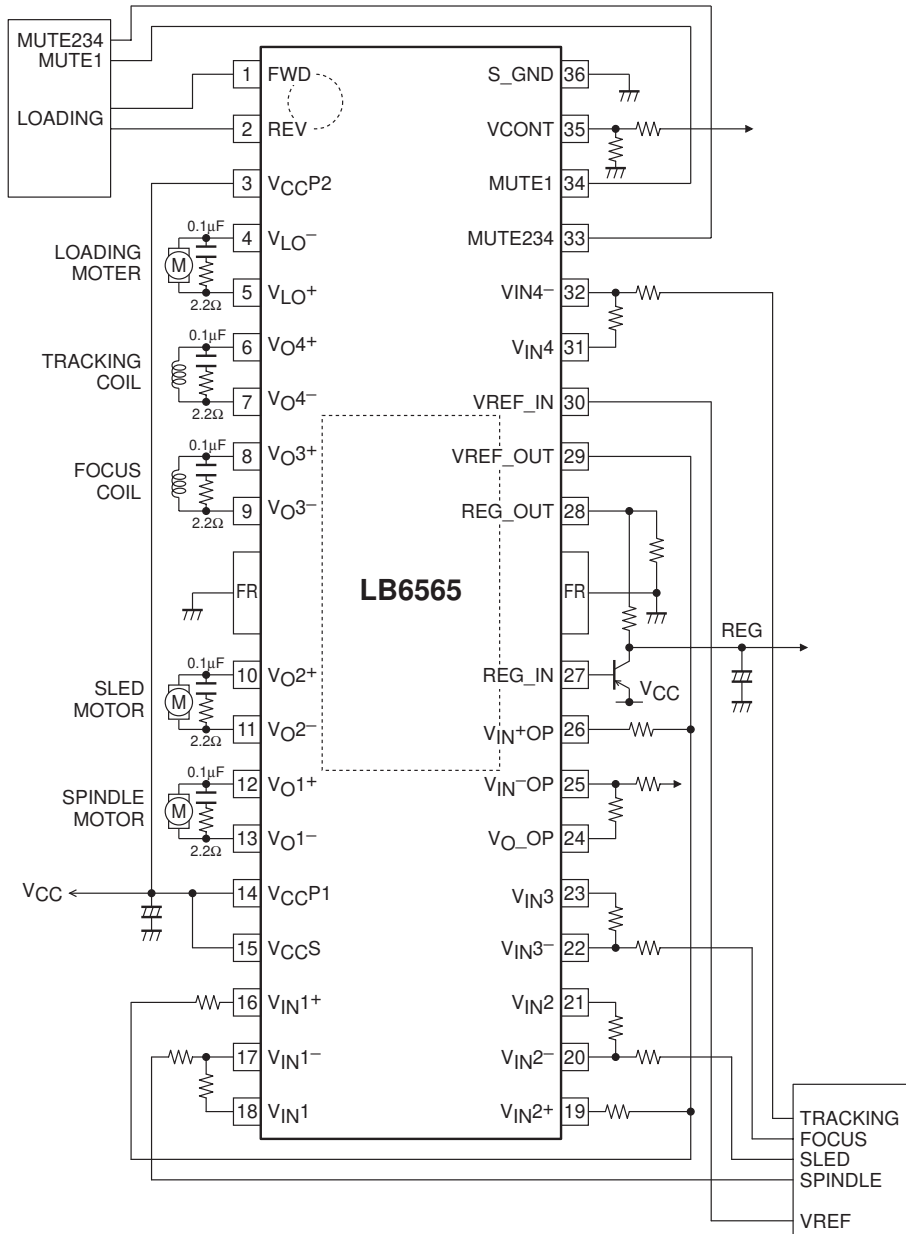 MUTE234
MUTE1
LOADING
1 FWD
2 REV
3 VCCP2
LOADING
MOTER
0.1μF
2.2Ω
M
4 VLO−
5 VLO+
TRACKING
COIL
0.1μF
2.2Ω
6 VO4+
7 VO4−
FOCUS
COIL
0.1μF
2.2Ω
8 VO3+
9 VO3−
FR
SLED
MOTOR
0.1μF
2.2Ω
M
10 VO2+
11 VO2−
SPINDLE
MOTOR
0.1μF
2.2Ω
M
12 VO1+
13 VO1−
VCC
14 VCCP1
15 VCCS
16 VIN1+
17 VIN1−
18 VIN1
LB6565
S_GND 36
VCONT 35
MUTE1 34
MUTE234 33
VIN4− 32
VIN4 31
VREF_IN 30
VREF_OUT 29
REG_OUT 28
FR
REG
REG_IN 27
VCC
VIN+OP 26
VIN−OP 25
VO_OP 24
VIN3 23
VIN3− 22
VIN2 21
VIN2− 20
VIN2+ 19
TRACKING
FOCUS
SLED
SPINDLE
VREF